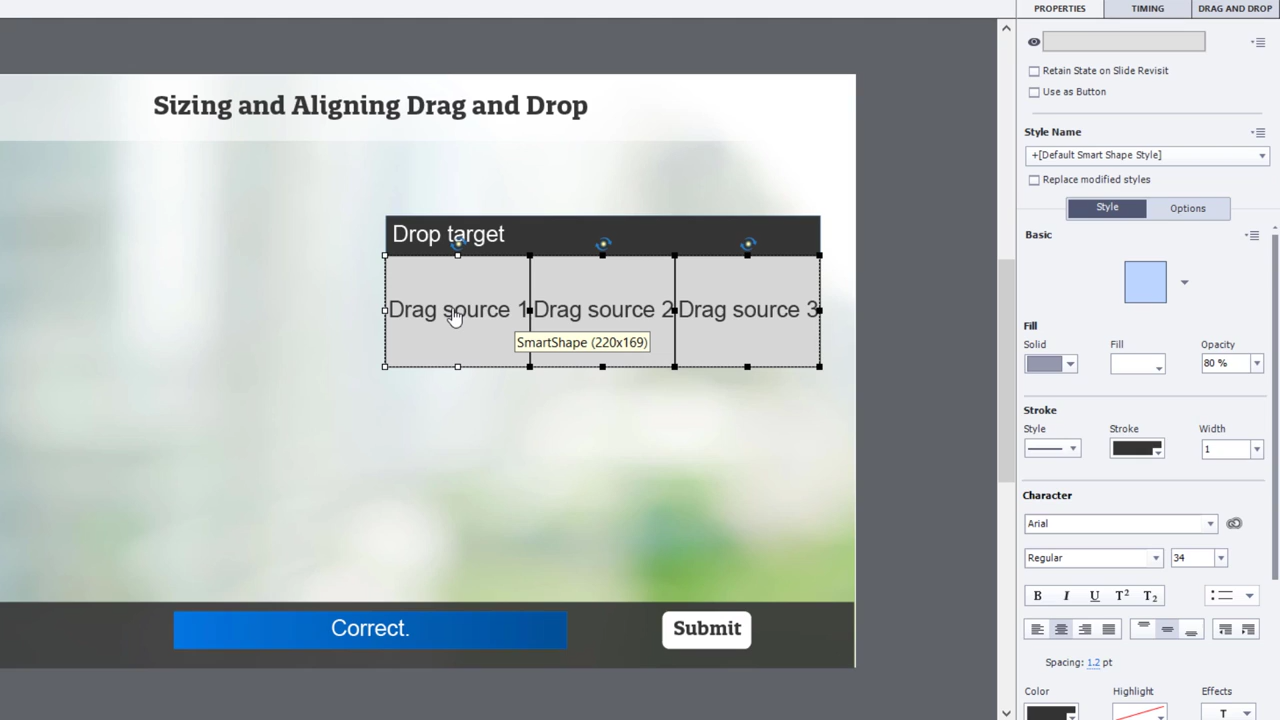 PROPERTIES TIMING DRAG AND DROP
Retain State on Slide Revisit
Use as Button
Style Name
+[Default Smart Shape Style]
Replace modified styles
Style Options
Basic
Fill
Solid Fill Opacity
80 %
Stroke
Style Stroke Width
1
Character
Arial
Regular 34
B I U T2 T2
Spacing: 1.2 pt
Color Highlight Effects
T
Sizing and Aligning Drag and Drop
Drop target
Drag source 1 Drag source 2 Drag source 3
SmartShape (220x169)
Correct. Submit